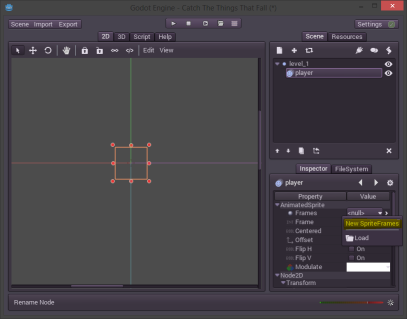 Godot Engine - Catch The Things That Fall (*)
Scene Import Export Settings
2D 3D Script Help
Edit View
Scene Resources
level_1
player
Inspector FileSystem
player
Property Value
AnimatedSprite
Frames <null>
New SpriteFrames
Frame
Load
Centered
Offset
Flip H On
Flip V On
Modulate
Node2D
Transform
Rename Node